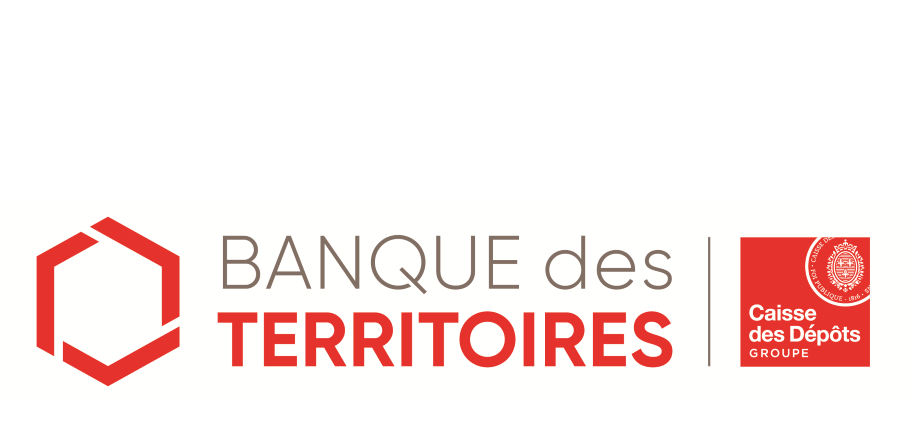 BANQUE des
TERRITOIRES
Caisse
des Dépôts
GROUPE